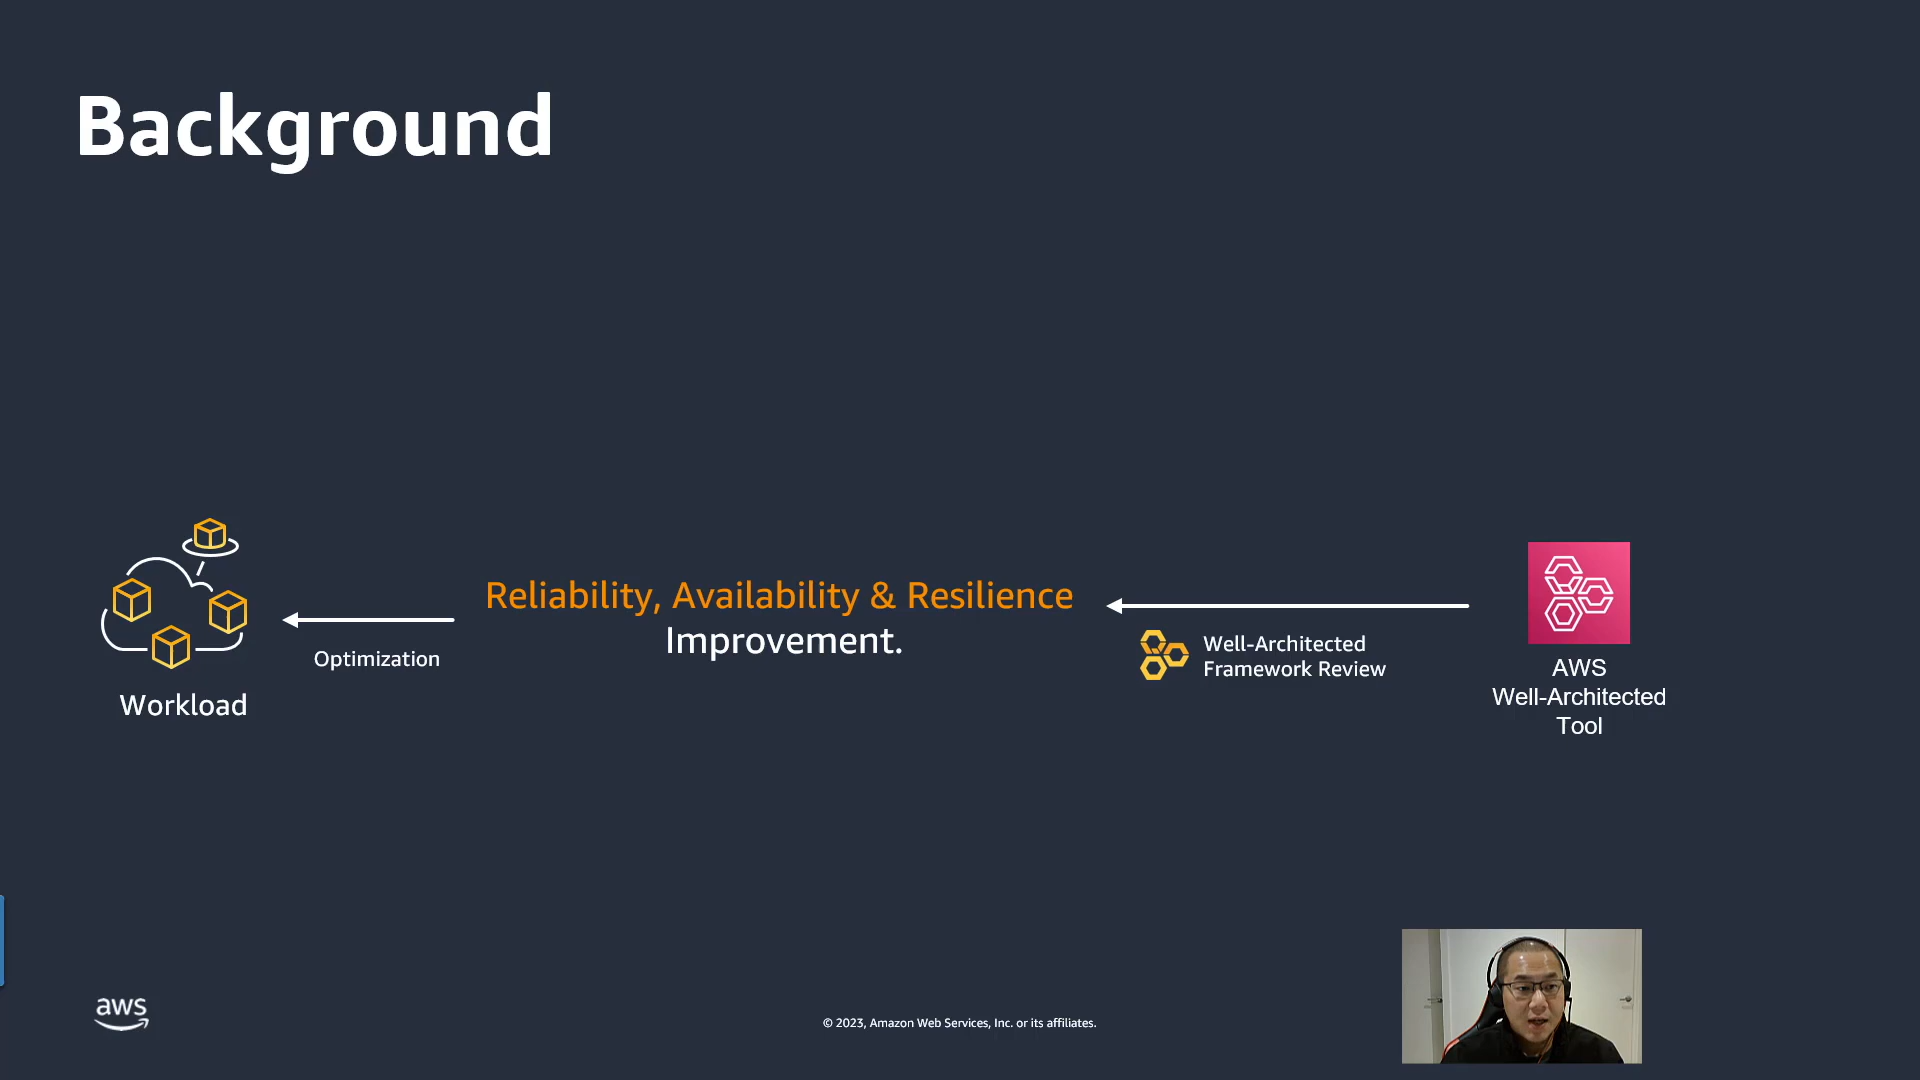 Background
Reliability, Availability & Resilience
Improvement.
Optimization
Workload
Well-Architected
Framework Review
AWS
Well-Architected
Tool
aws
© 2023, Amazon Web Services, Inc. or its affiliates.